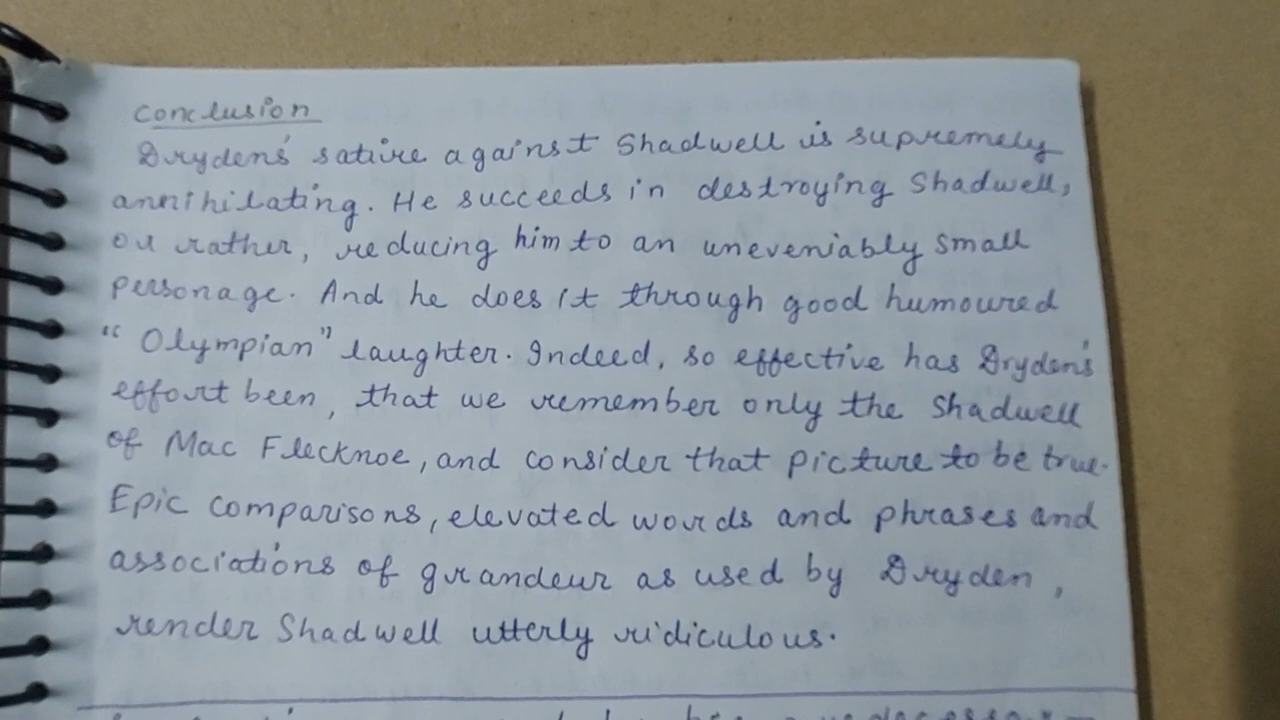 Conclusion
Dryden's satire against Shadwell is supremely
annihilating. He succeeds in destroying Shadwell,
or rather, reducing him to an uneveniably small
personage. And he does it through good humoured
“Olympian” laughter. Indeed, so effective has Dryden's
effort been, that we remember only the Shadwell
of Mac Flecknoe, and consider that picture to be true.
Epic comparisons, elevated words and phrases and
associations of grandeur as used by Dryden,
render Shadwell utterly ridiculous.